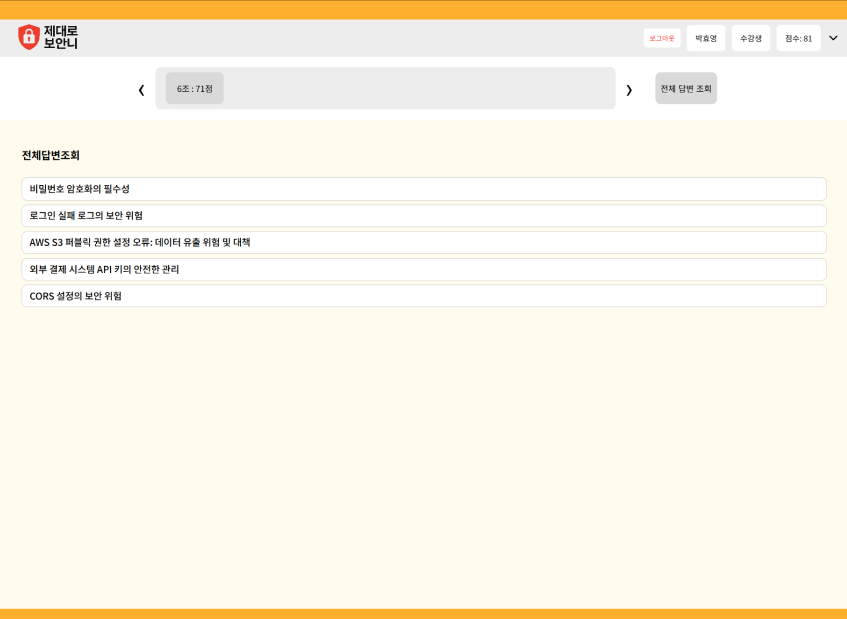 제대로
보안니
로그아웃
박효영
수강생
점수: 81
6조 : 71점
전체 답변 조회
전체답변조회
비밀번호 암호화의 필수성
로그인 실패 로그의 보안 위험
AWS S3 퍼블릭 권한 설정 오류: 데이터 유출 위험 및 대책
외부 결제 시스템 API 키의 안전한 관리
CORS 설정의 보안 위험